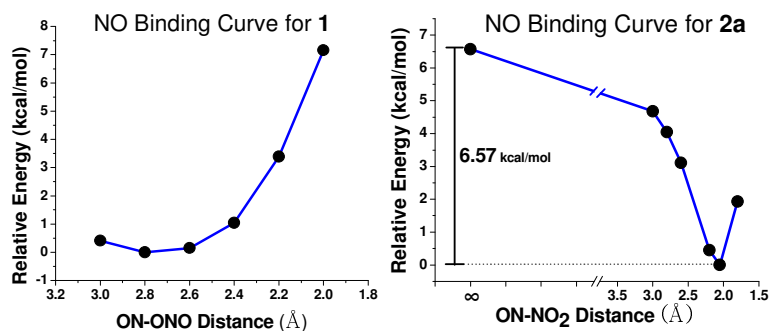 NO Binding Curve for 1
Relative Energy (kcal/mol)
8
7
6
5
4
3
2
1
0
-1
3.2 3.0 2.8 2.6 2.4 2.2 2.0 1.8
ON-ONO Distance (Å)
NO Binding Curve for 2a
Relative Energy (kcal/mol)
7
6
5
4
3
2
1
0
6.57 kcal/mol
∞ 3.5 3.0 2.5 2.0 1.5
ON-NO₂ Distance (Å)